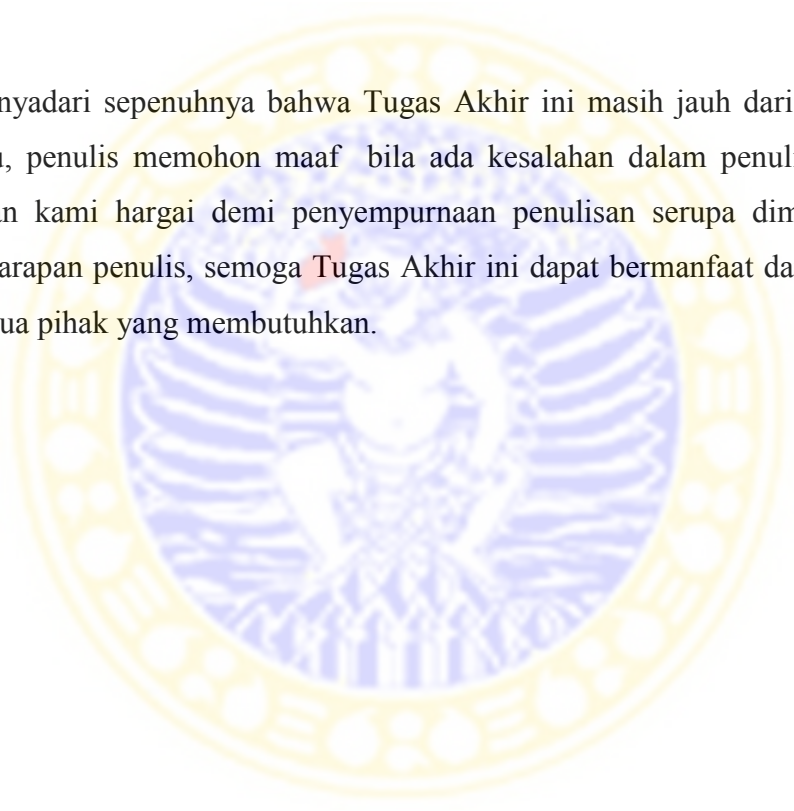 nyadari sepenuhnya bahwa Tugas Akhir ini masih jauh dari
, penulis memohon maaf bila ada kesalahan dalam penul
n kami hargai demi penyempurnaan penulisan serupa dim
arapan penulis, semoga Tugas Akhir ini dapat bermanfaat da
ua pihak yang membutuhkan.